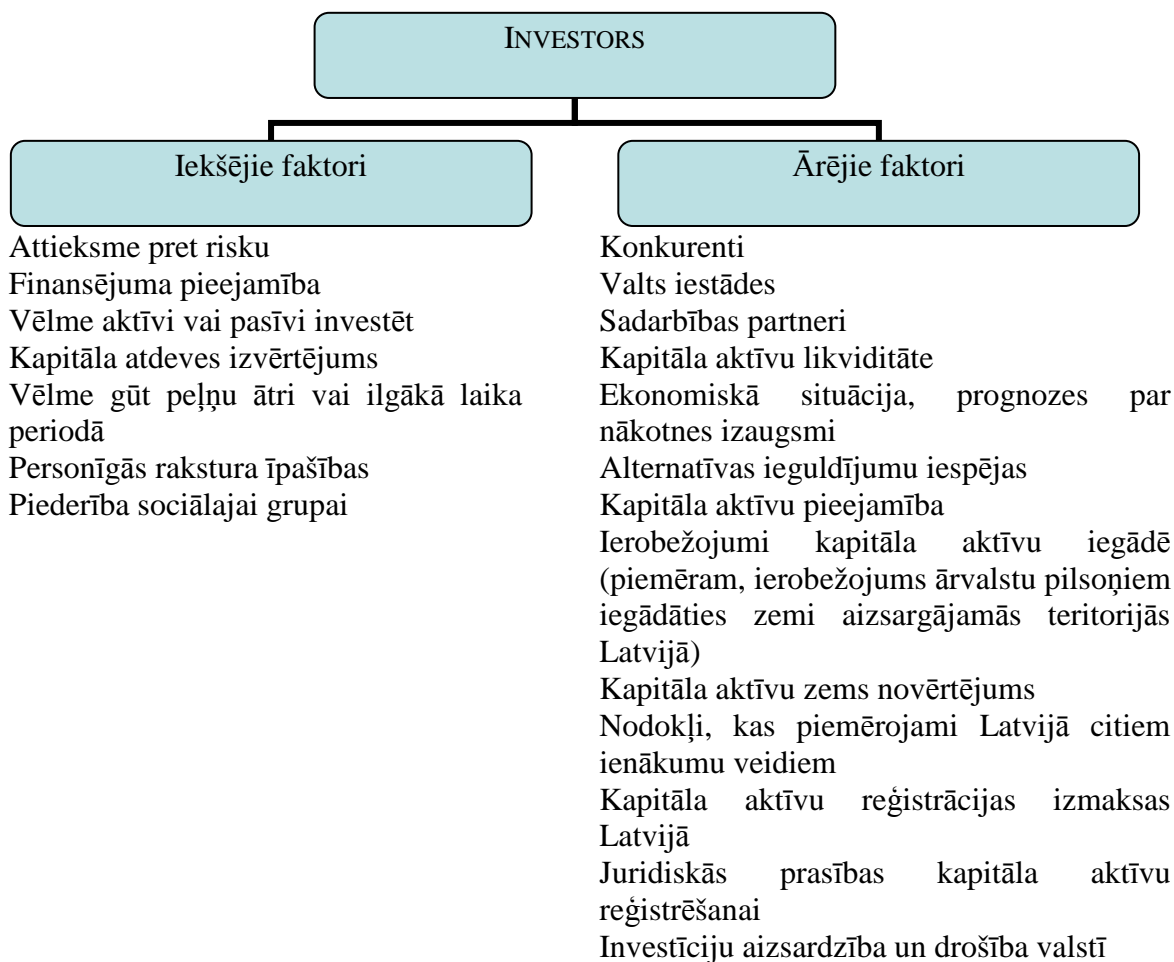 INVESTORS
Iekšējie faktori
Ārējie faktori
Attieksme pret risku
Finansējuma pieejamība
Vēlme aktīvi vai pasīvi investēt
Kapitāla atdeves izvērtējums
Vēlme gūt peļņu ātri vai ilgākā laika
periodā
Personīgās rakstura īpašības
Piederība sociālajai grupai
Konkurenti
Valts iestādes
Sadarbības partneri
Kapitāla aktīvu likviditāte
Ekonomiskā situācija, prognozes par
nākotnes izaugsmi
Alternatīvas ieguldījumu iespējas
Kapitāla aktīvu pieejamība
Ierobežojumi kapitāla aktīvu iegādē
(piemēram, ierobežojums ārvalstu pilsoņiem
iegādāties zemi aizsargājamās teritorijās
Latvijā)
Kapitāla aktīvu zems novērtējums
Nodokļi, kas piemērojami Latvijā citiem
ienākumu veidiem
Kapitāla aktīvu reģistrācijas izmaksas
Latvijā
Juridiskās prasības kapitāla aktīvu
reģistrēšanai
Investīciju aizsardzība un drošība valstī